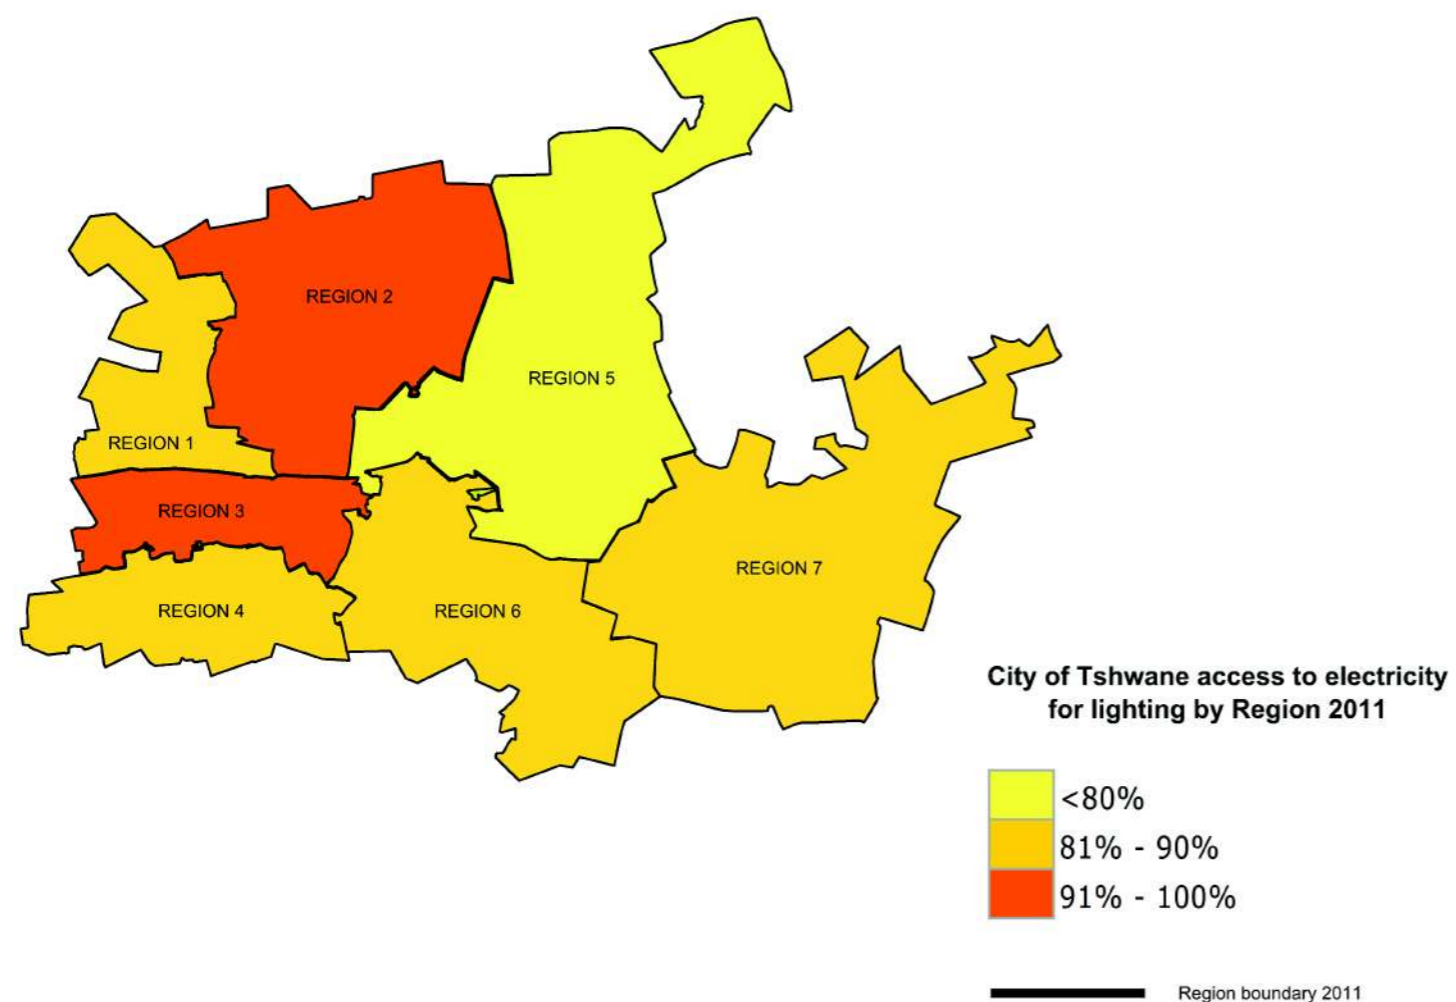 REGION 2
REGION 5
REGION 1
REGION 3
REGION 7
REGION 4
REGION 6
City of Tshwane access to electricity
for lighting by Region 2011
<80%
81% - 90%
91% - 100%
Region boundary 2011